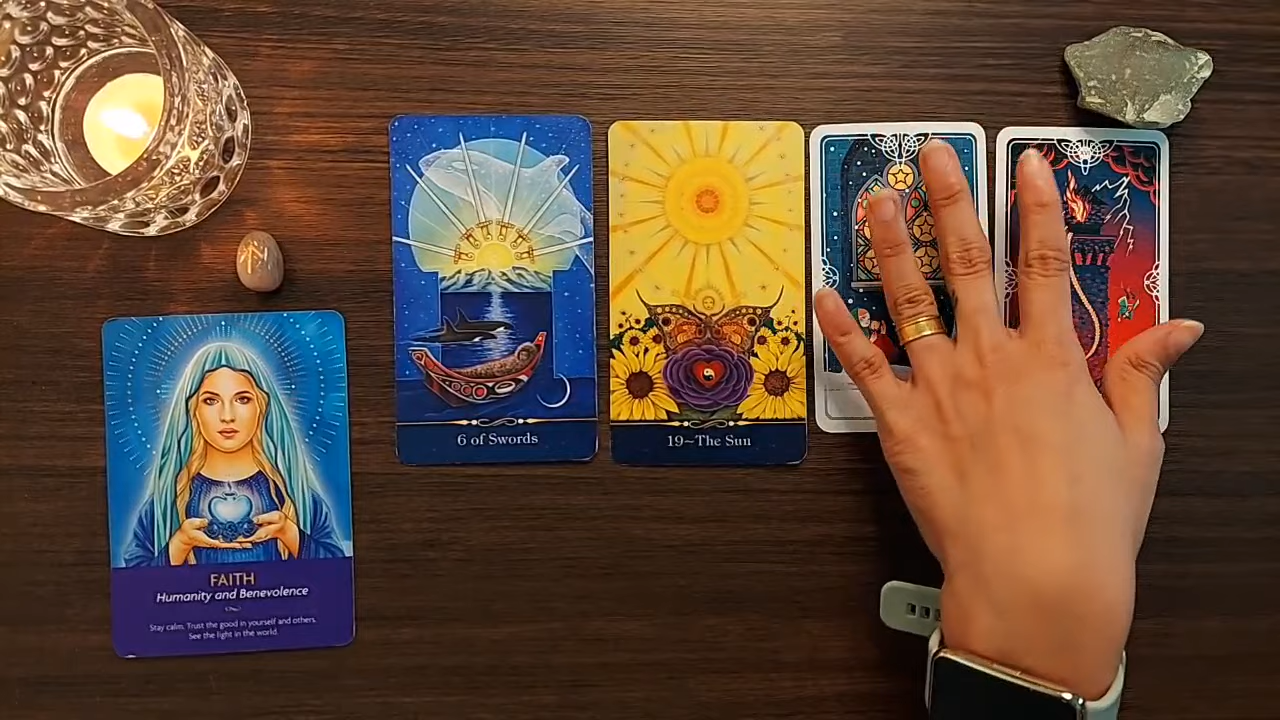 6 of Swords
19~The Sun
FAITH
Humanity and Benevolence
Stay calm. Trust the good in yourself and others.
See the light in the world.